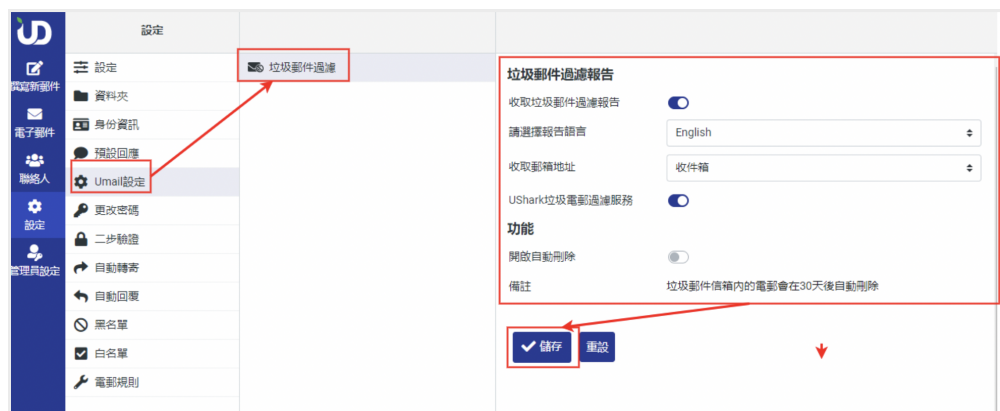 UD
撰寫新郵件
電子郵件
聯絡人
設定
管理員設定
設定
設定
資料夾
身份資訊
預設回應
Umail設定
更改密碼
二步驗證
自動轉寄
自動回覆
黑名單
白名單
電郵規則
垃圾郵件過濾
垃圾郵件過濾報告
收取垃圾郵件過濾報告
請選擇報告語言 English
收取郵箱地址 收件箱
UShark垃圾電郵過濾服務
功能
開啟自動刪除
備註 垃圾郵件信箱內的電郵會在30天後自動刪除
儲存 重設